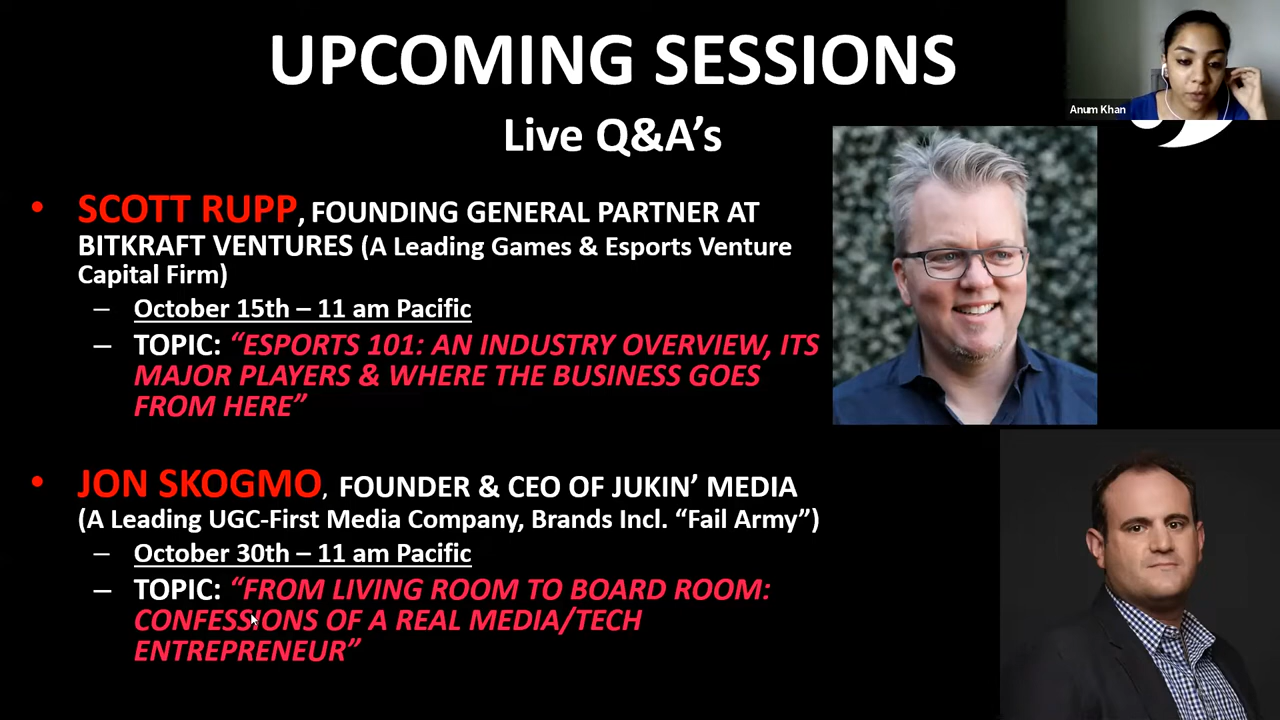 UPCOMING SESSIONS
Live Q&A’s
Anum Khan
• SCOTT RUPP, FOUNDING GENERAL PARTNER AT
BITKRAFT VENTURES (A Leading Games & Esports Venture
Capital Firm)
– October 15th – 11 am Pacific
– TOPIC: “ESPORTS 101: AN INDUSTRY OVERVIEW, ITS
MAJOR PLAYERS & WHERE THE BUSINESS GOES
FROM HERE”
• JON SKOGMO, FOUNDER & CEO OF JUKIN’ MEDIA
(A Leading UGC-First Media Company, Brands Incl. “Fail Army”)
– October 30th – 11 am Pacific
– TOPIC: “FROM LIVING ROOM TO BOARD ROOM:
CONFESSIONS OF A REAL MEDIA/TECH
ENTREPRENEUR”